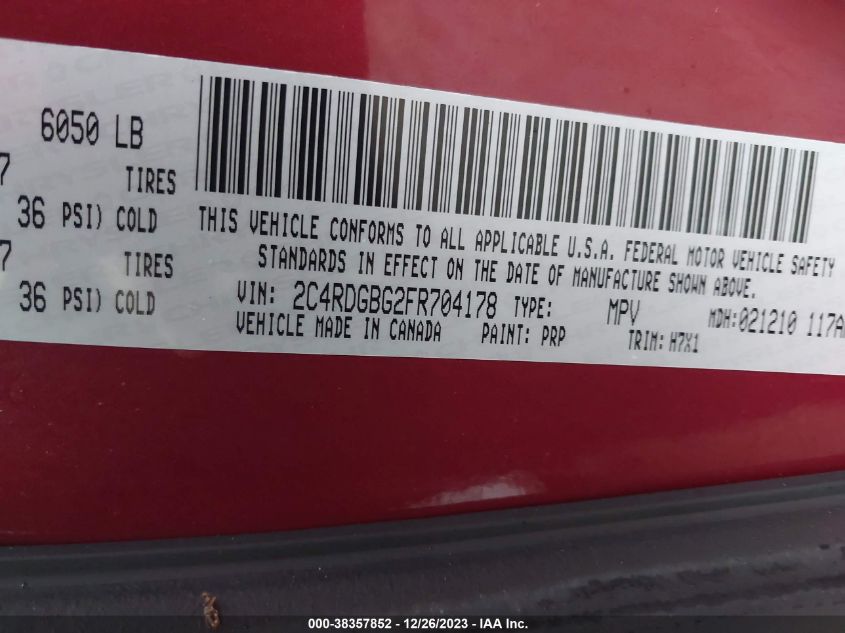 6050 LB
7 TIRES
36 PSI) COLD
7 TIRES
36 PSI) COLD
THIS VEHICLE CONFORMS TO ALL APPLICABLE U.S.A. FEDERAL MOTOR VEHICLE SAFETY
STANDARDS IN EFFECT ON THE DATE OF MANUFACTURE SHOWN ABOVE.
VIN: 2C4RDGBG2FR704178 TYPE: MPV MDH:021210 117A
VEHICLE MADE IN CANADA PAINT: PRP TRIM: H7X1
000-38357852 - 12/26/2023 - IAA Inc.